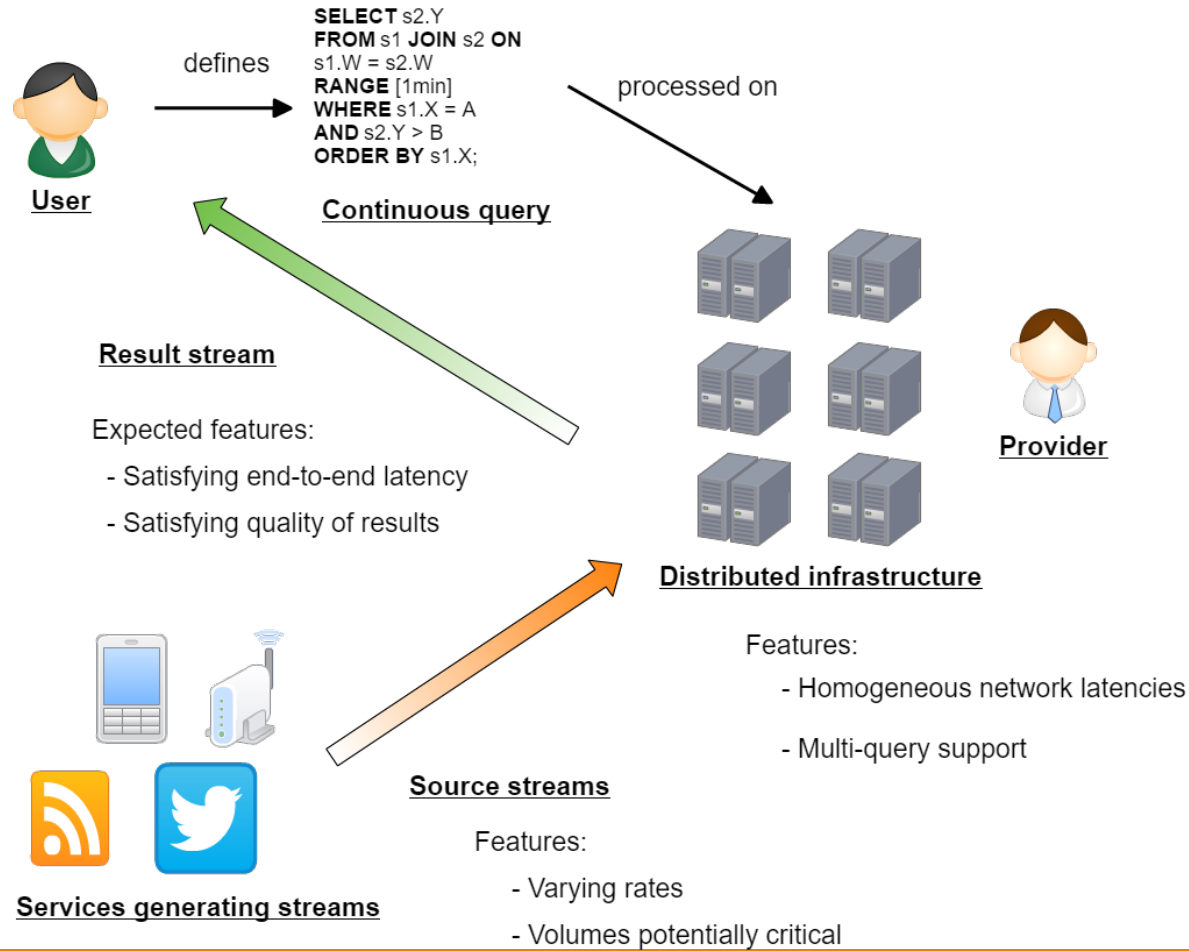 SELECT s2.Y
FROM s1 JOIN s2 ON
s1.W = s2.W
RANGE [1min]
WHERE s1.X = A
AND s2.Y > B
ORDER BY s1.X;
defines
processed on
User
Continuous query
Result stream
Expected features:
- Satisfying end-to-end latency
- Satisfying quality of results
Provider
Distributed infrastructure
Features:
- Homogeneous network latencies
- Multi-query support
Source streams
Features:
- Varying rates
- Volumes potentially critical
Services generating streams